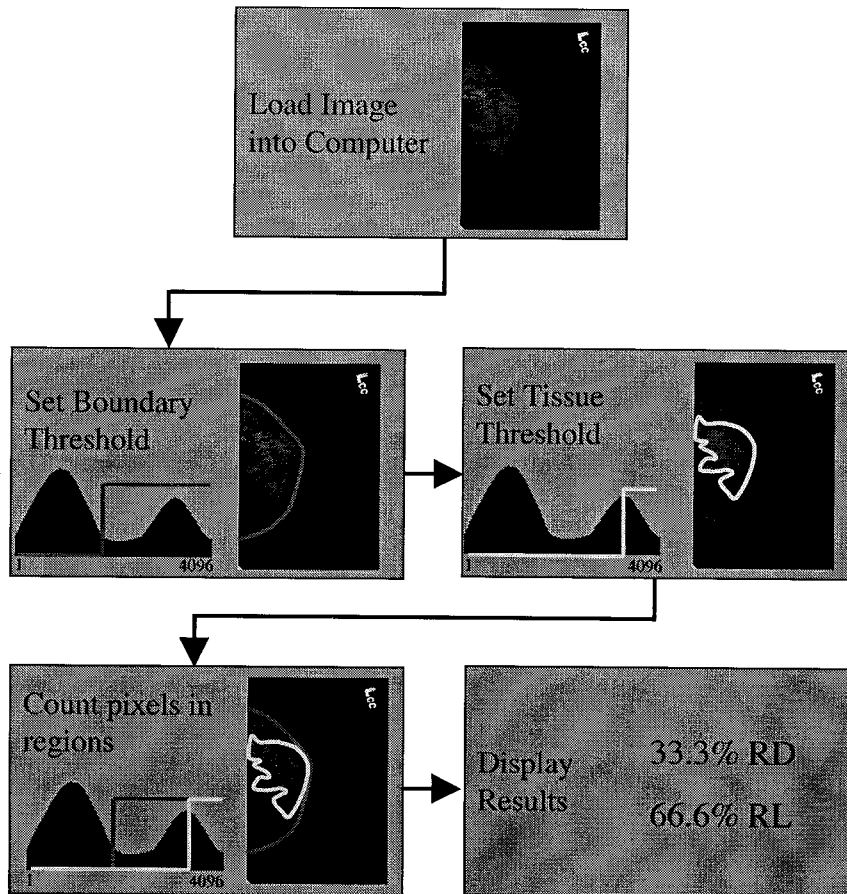 Lcc
Load Image
into Computer
Set Boundary
Threshold
1 4096
Lcc
Set Tissue
Threshold
1 4096
Lcc
Count pixels in
regions
1 4096
Lcc
Display
Results
33.3% RD
66.6% RL